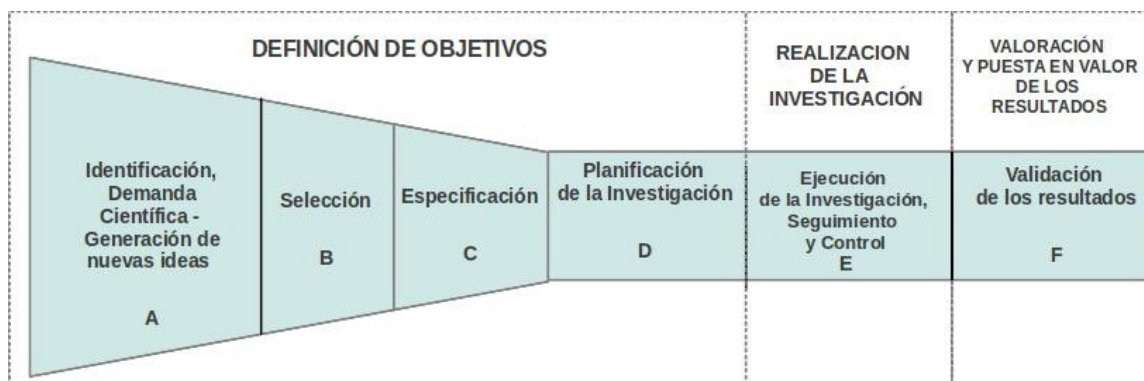 DEFINICIÓN DE OBJETIVOS
REALIZACION
DE LA
INVESTIGACIÓN
VALORACIÓN
Y PUESTA EN VALOR
DE LOS
RESULTADOS
Identificación,
Demanda
Científica -
Generación de
nuevas ideas
A
Selección
B
Especificación
C
Planificación
de la Investigación
D
Ejecución
de la Investigación,
Seguimiento
y Control
E
Validación
de los resultados
F